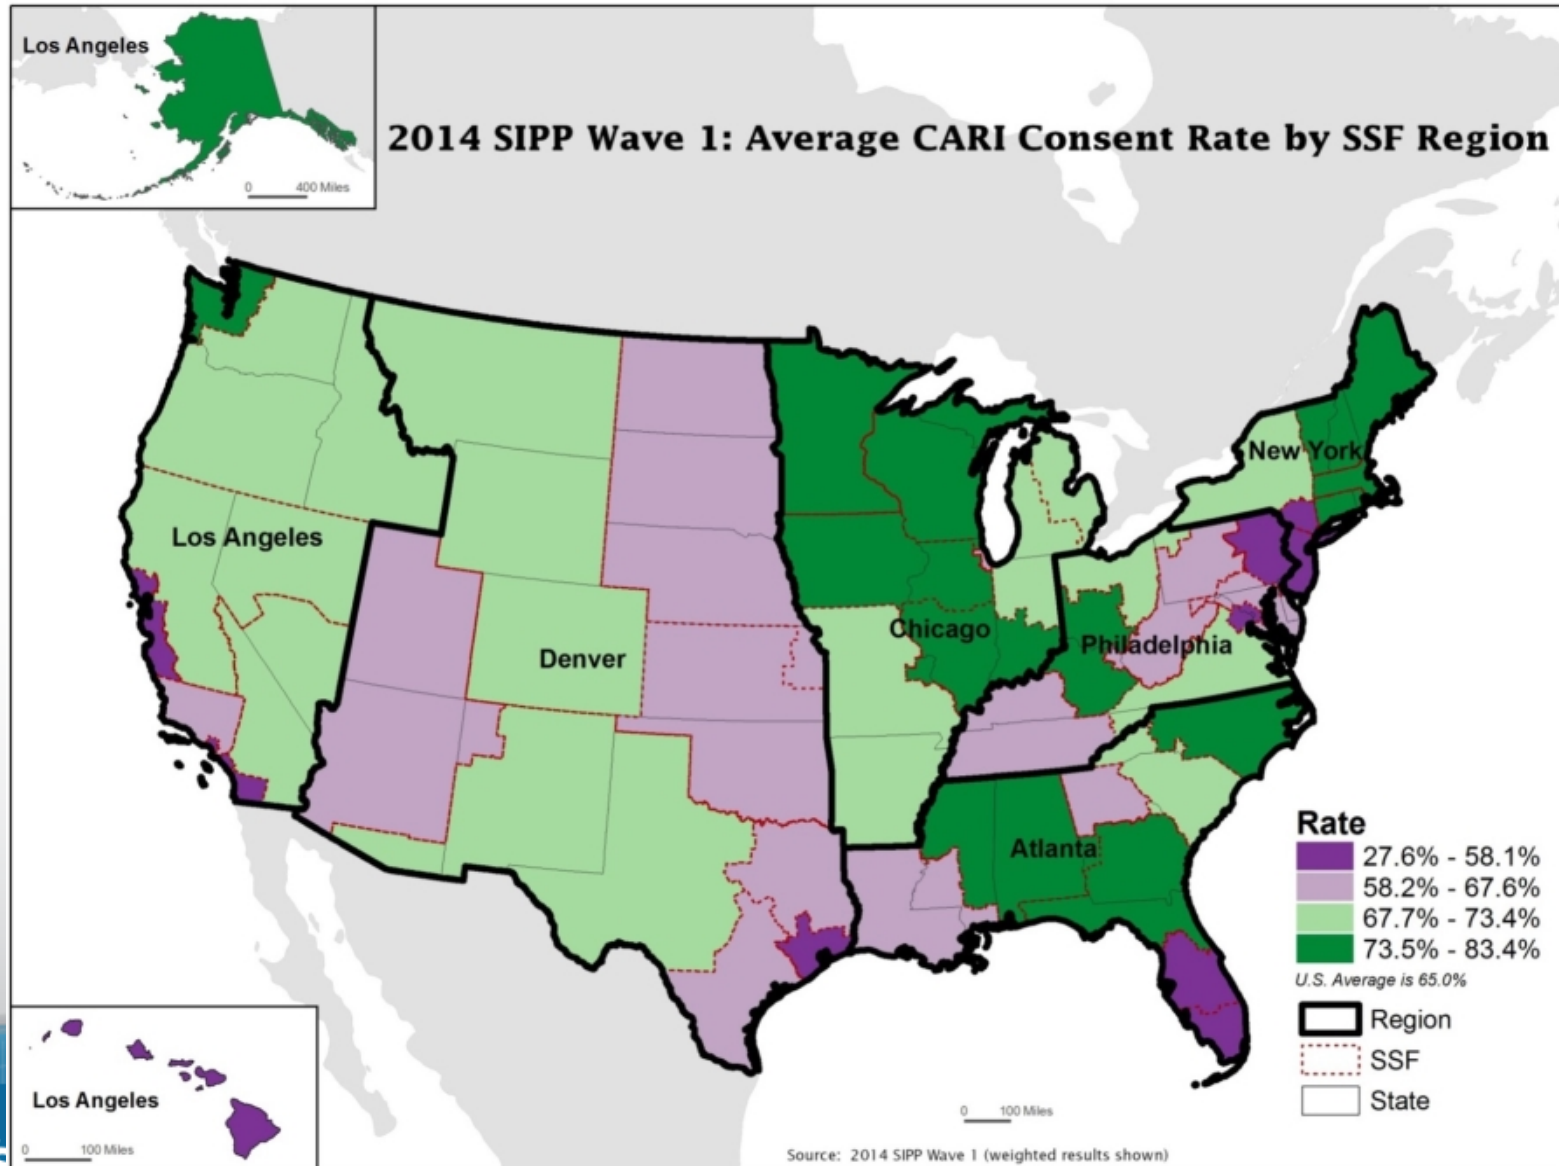 Los Angeles
0 400 Miles
2014 SIPP Wave 1: Average CARI Consent Rate by SSF Region
New York
Los Angeles
Chicago
Philadelphia
Denver
Atlanta
Rate
27.6% - 58.1%
58.2% - 67.6%
67.7% - 73.4%
73.5% - 83.4%
U.S. Average is 65.0%
Region
SSF
State
Los Angeles
0 100 Miles
0 100 Miles
Source: 2014 SIPP Wave 1 (weighted results shown)